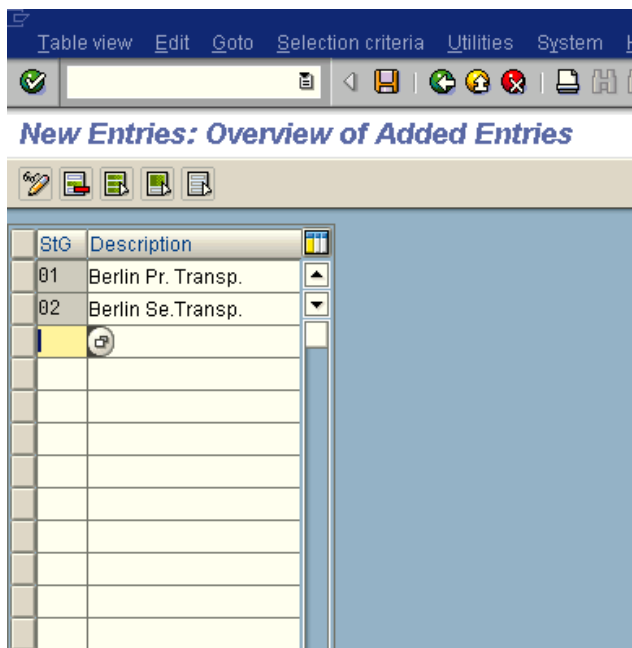 Table view Edit Goto Selection criteria Utilities System
New Entries: Overview of Added Entries
StG Description
01 Berlin Pr. Transp.
02 Berlin Se.Transp.